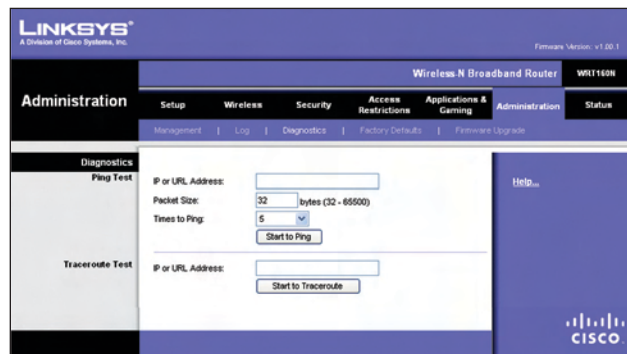 LINKSYS®
A Division of Cisco Systems, Inc.
Firmware Version: v1.00.1
Wireless-N Broadband Router WRT160N
Administration
Setup Wireless Security Access Restrictions Applications & Gaming Administration Status
Management | Log | Diagnostics | Factory Defaults | Firmware Upgrade
Diagnostics
Ping Test
IP or URL Address:
Packet Size: 32 bytes (32 - 65500)
Times to Ping: 5
Start to Ping
Help...
Traceroute Test
IP or URL Address:
Start to Traceroute
CISCO.